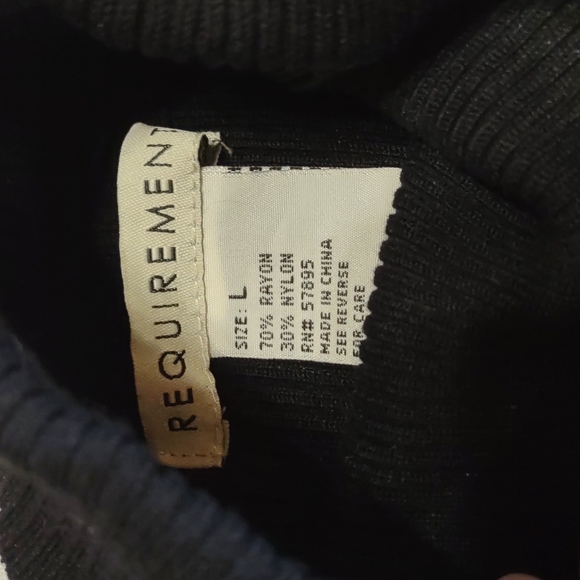 REQUIREMENT
SIZE: L
70% RAYON
30% NYLON
RN# 57895
MADE IN CHINA
SEE REVERSE
FOR CARE